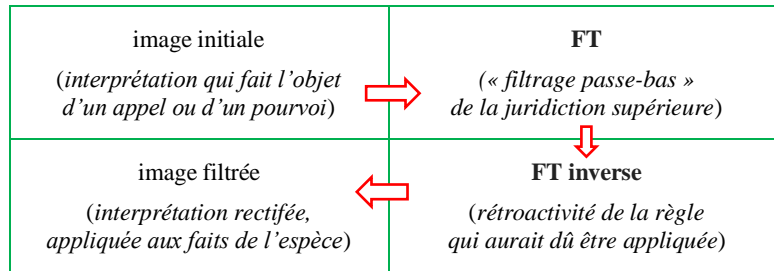 image initiale
(interprétation qui fait l’objet
d’un appel ou d’un pourvoi)
FT
(« filtrage passe-bas »
de la juridiction supérieure)
image filtrée
(interprétation rectifiée,
appliquée aux faits de l’espèce)
FT inverse
(rétroactivité de la règle
qui aurait dû être appliquée)